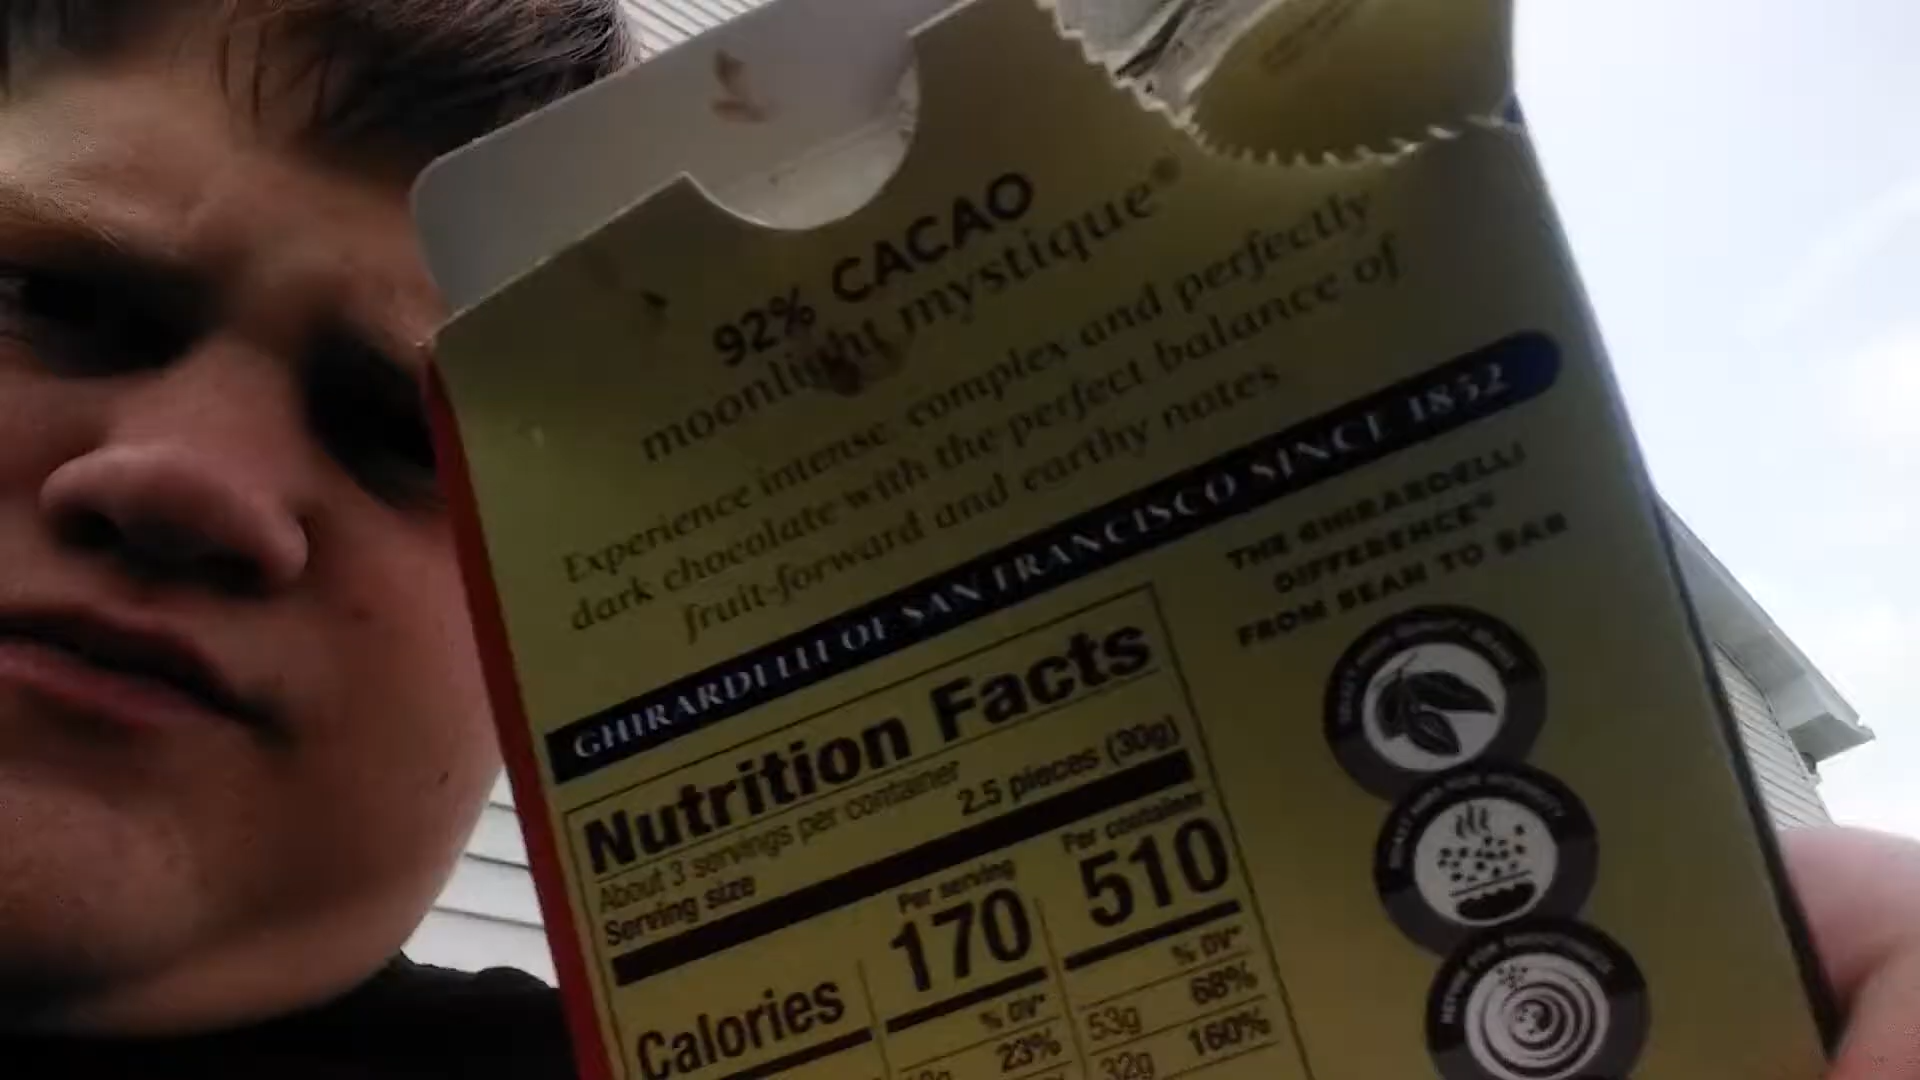 92% CACAO
moonlight mystique®
Experience intense, complex and perfectly
dark chocolate with the perfect balance of
fruit-forward and earthy notes
GHIRARDELLI OF SAN FRANCISCO SINCE 1852
THE GHIRARDELLI
DIFFERENCE®
FROM BEAN TO BAR
Nutrition Facts
About 3 servings per container
Serving size 2.5 pieces (30g)
Per serving Per container
Calories 170 510
% DV* % DV*
23% 53g 68%
32g 160%